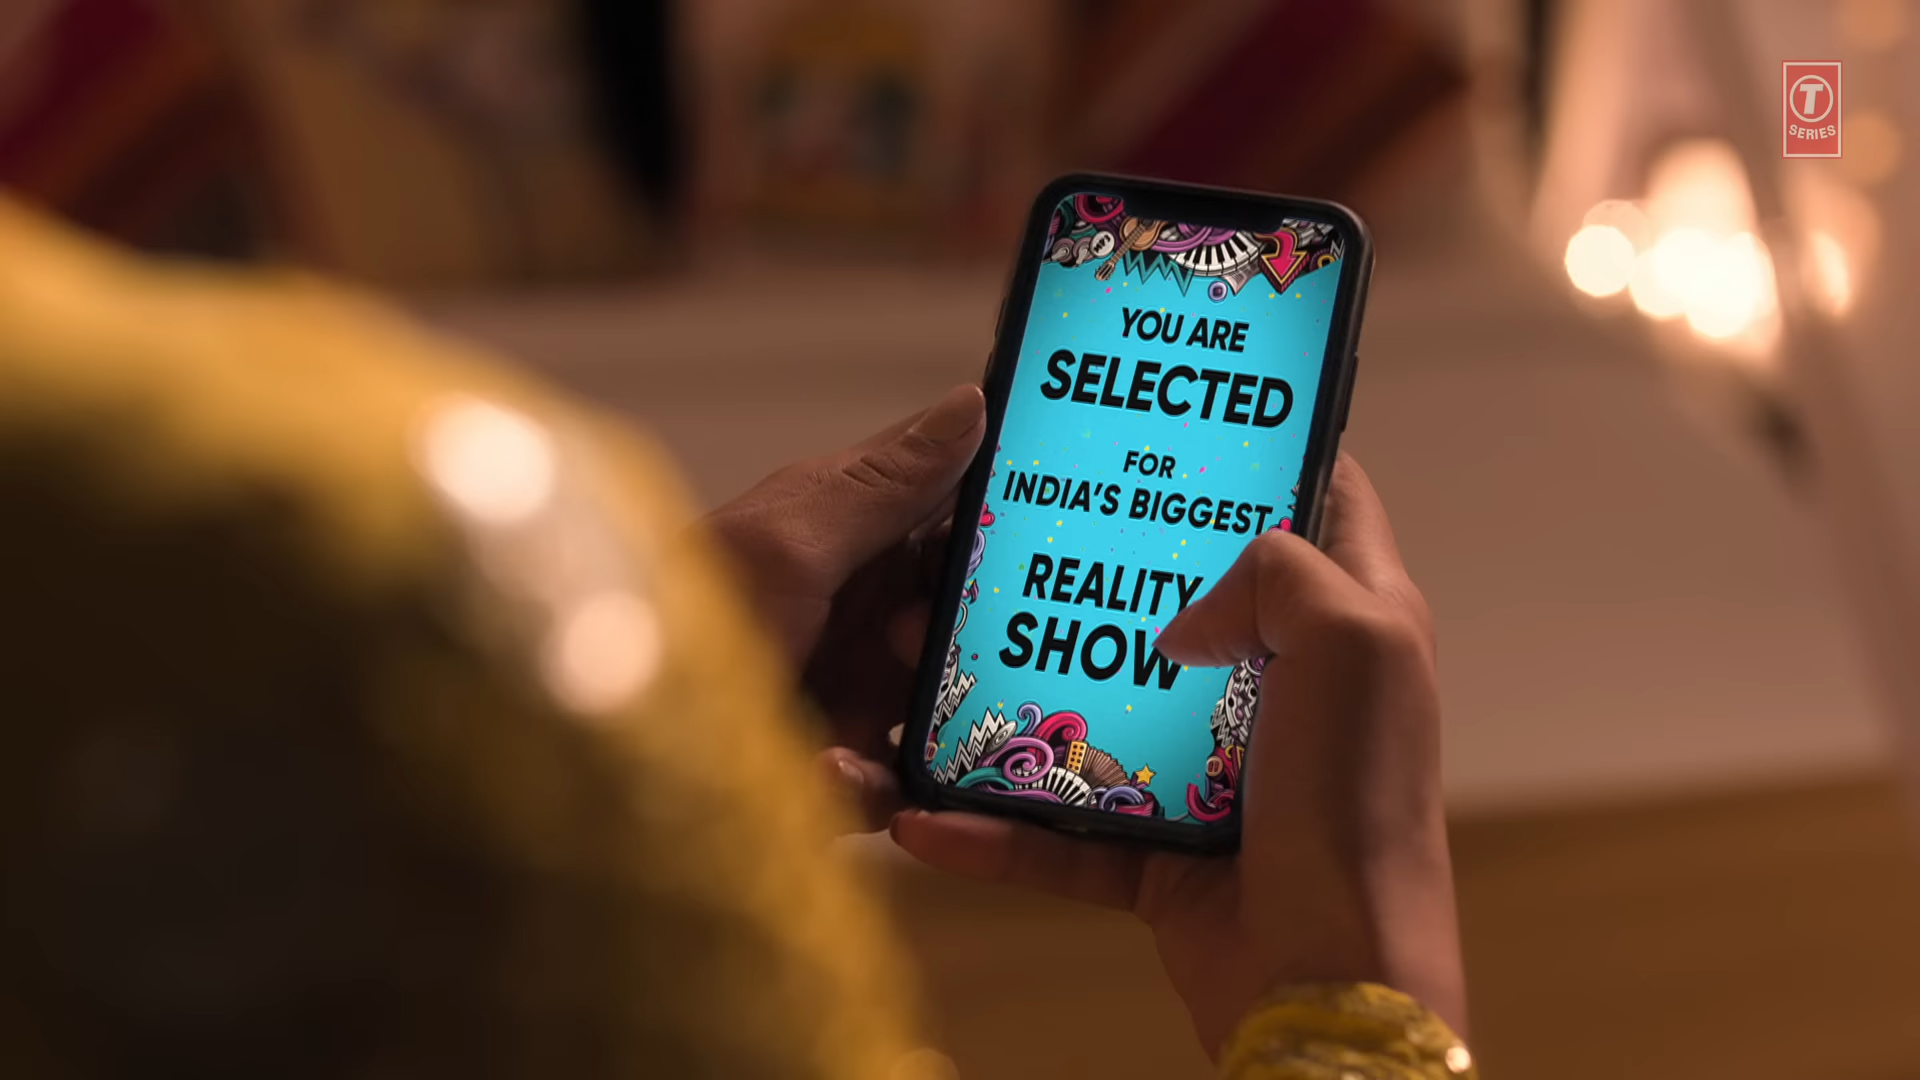 T
SERIES
YOU ARE
SELECTED
FOR
INDIA'S BIGGEST
REALITY
SHOW